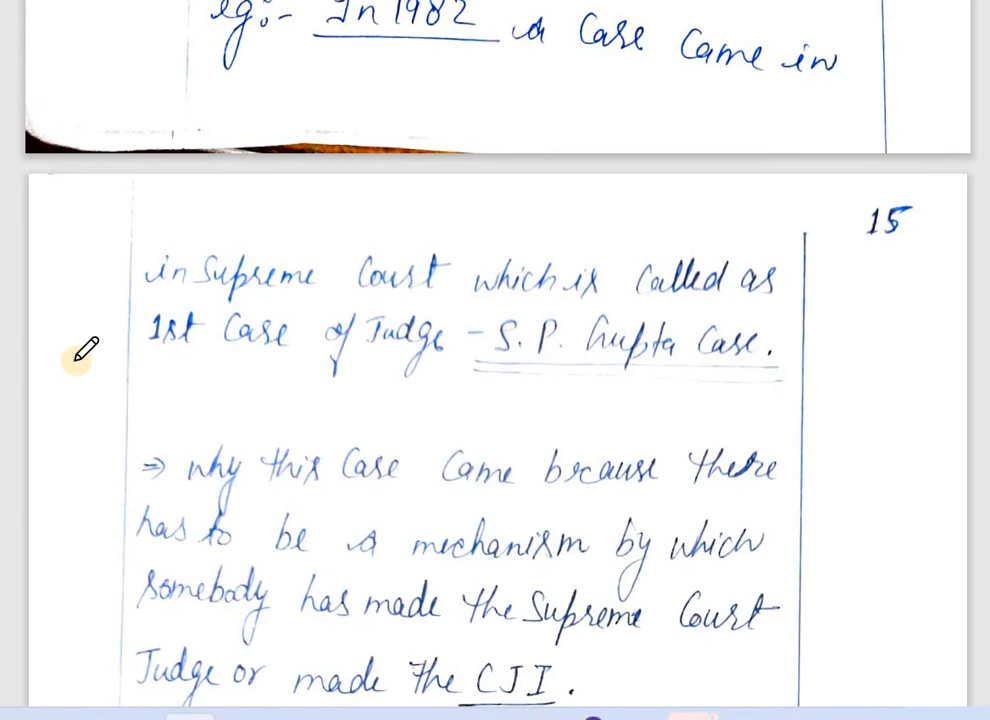 eg:- In 1982 a Case Came in
15
in Supreme Court which is Called as
1st Case of Judge - S. P. Gupta Case.
⇒ why this Case Came because there
has to be a mechanism by which
somebody has made the Supreme Court
Judge or made the CJI.